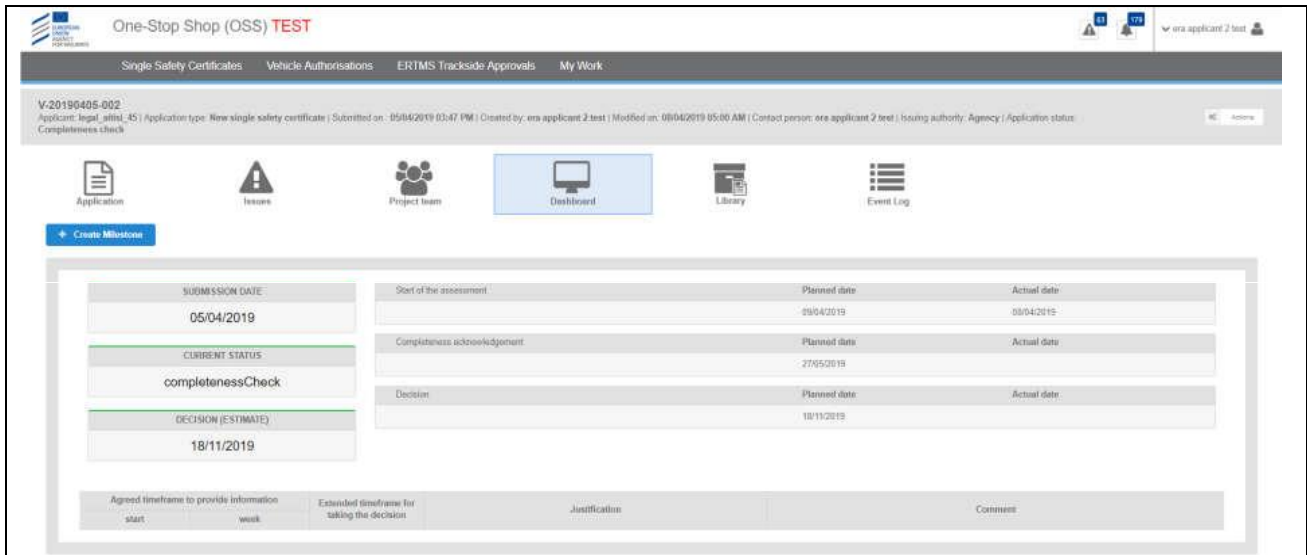 EUROPEAN
UNION
AGENCY
FOR RAILWAYS
One-Stop Shop (OSS) TEST
63
179
era applicant 2 test
Single Safety Certificates Vehicle Authorisations ERTMS Trackside Approvals My Work
V-20190405-002
Applicant: legal_attisi_45 | Application type: New single safety certificate | Submitted on : 05/04/2019 03:47 PM | Created by: era applicant 2 test | Modified on: 08/04/2019 05:00 AM | Contact person: era applicant 2 test | Issuing authority: Agency | Application status:
Completeness check
Actions
Application Issues Project team Dashboard Library Event Log
+ Create Milestone
SUBMISSION DATE
05/04/2019
CURRENT STATUS
completenessCheck
DECISION (ESTIMATE)
18/11/2019
Start of the assessment Planned date Actual date
09/04/2019 08/04/2019
Completeness acknowledgement Planned date Actual date
27/05/2019
Decision Planned date Actual date
18/11/2019
Agreed timeframe to provide information
start week
Extended timeframe for
taking the decision
Justification
Comment